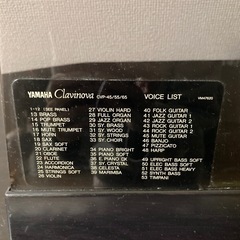 YAMAHA Clavinova CVP-45/55/65 VOICE LIST
1-12 (SEE PANEL)
13 BRASS
14 POP BRASS
15 TRUMPET
16 MUTE TRUMPET
17 HORN
18 SAX
19 SAX SOFT
20 CLARINET
21 OBOE
22 FLUTE
23 ACCORDION
24 HARMONICA
25 STRINGS SOFT
26 VIOLIN
27 VIOLIN HARD
28 FULL ORGAN
29 JAZZ ORGAN
30 SY. BRASS
31 SY. WOOD
32 SY. STRINGS
33 SY. CHOIR
34 PIANO BRIGHT
35 PIANO SOFT
36 E. PIANO DX
37 SY. CRYSTAL
38 CELESTA
39 MARIMBA
40 FOLK GUITAR
41 JAZZ GUITAR 1
42 JAZZ GUITAR 2
43 ROCK GUITAR 1
44 ROCK GUITAR 2
45 MUTE GUITAR
46 BANJO
47 PIZZICATO
48 HARP
49 UPRIGHT BASS SOFT
50 ELEC BASS SOFT
51 ELEC BASS HEAVY
52 SYNTH BASS
53 TIMPANI